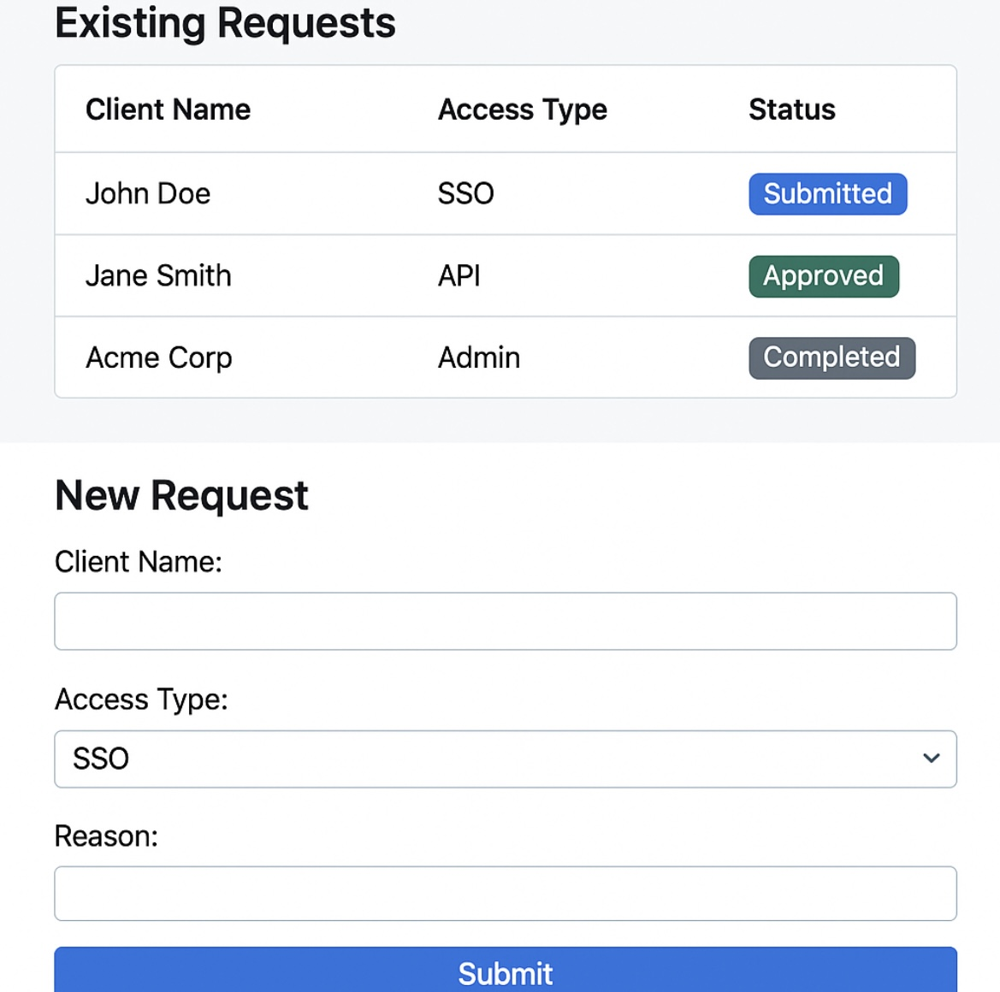 Existing Requests
Client Name Access Type Status
John Doe SSO Submitted
Jane Smith API Approved
Acme Corp Admin Completed
New Request
Client Name:
Access Type:
SSO
Reason:
Submit